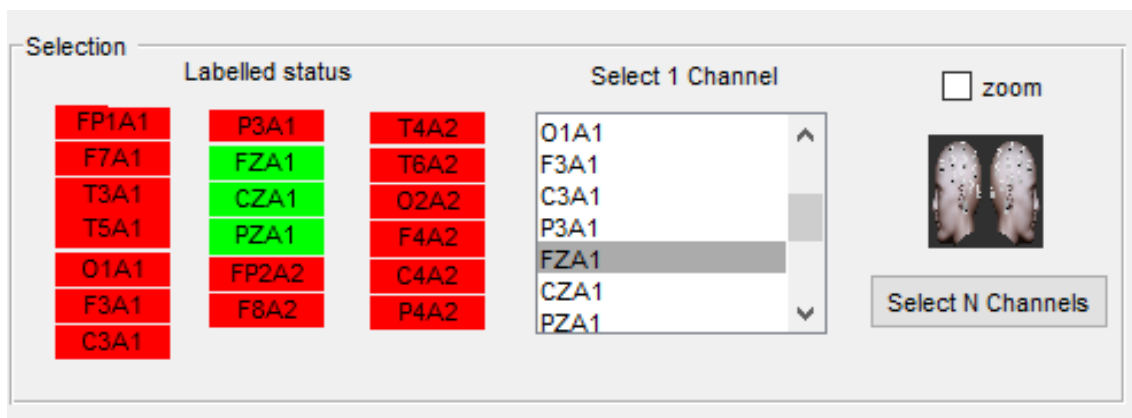 Selection
Labelled status
FP1A1
F7A1
T3A1
T5A1
O1A1
F3A1
C3A1
P3A1
FZA1
CZA1
PZA1
FP2A2
F8A2
T4A2
T6A2
O2A2
F4A2
C4A2
P4A2
Select 1 Channel
O1A1
F3A1
C3A1
P3A1
FZA1
CZA1
PZA1
zoom
Select N Channels